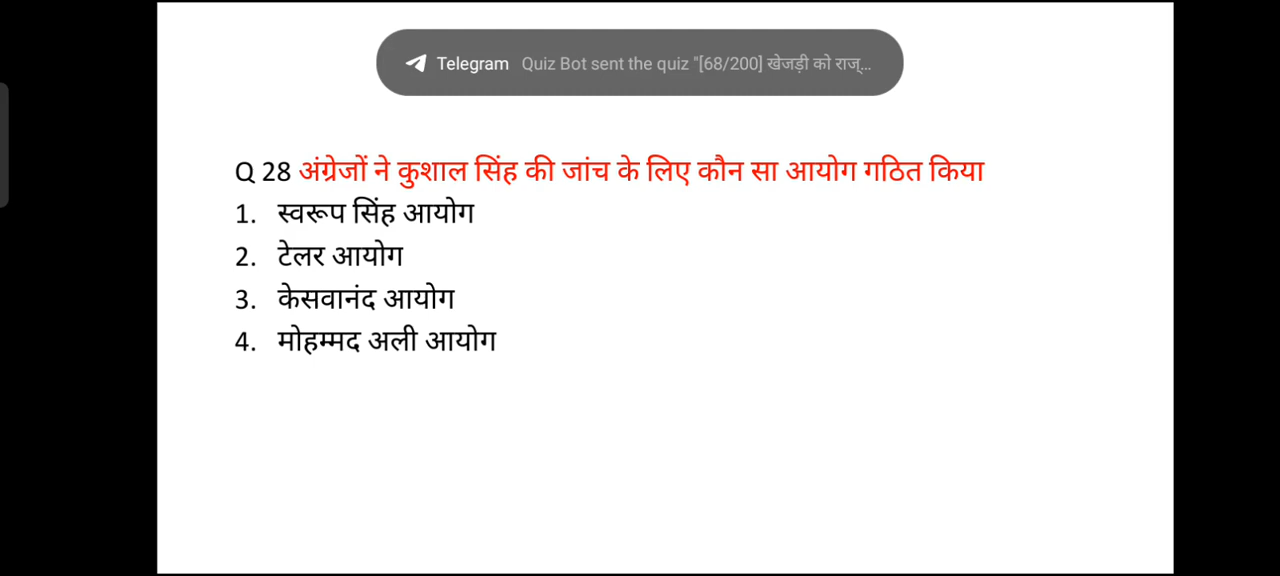 Telegram Quiz Bot sent the quiz "[68/200] खेजड़ी को राज्...
Q 28 अंग्रेजों ने कुशाल सिंह की जांच के लिए कौन सा आयोग गठित किया
1. स्वरूप सिंह आयोग
2. टेलर आयोग
3. केसवानंद आयोग
4. मोहम्मद अली आयोग